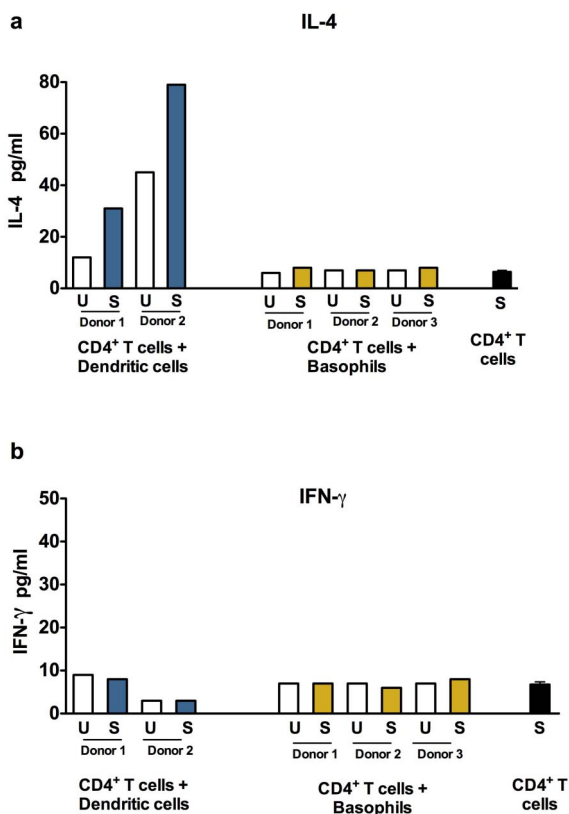 a
IL-4
IL-4 pg/ml
80
60
40
20
0
U S U S U S U S U S S
Donor 1 Donor 2 Donor 1 Donor 2 Donor 3
CD4⁺ T cells +
Dendritic cells
CD4⁺ T cells +
Basophils
CD4⁺ T
cells
b
IFN-γ
IFN-γ pg/ml
50
40
30
20
10
0
U S U S U S U S U S S
Donor 1 Donor 2 Donor 1 Donor 2 Donor 3
CD4⁺ T cells +
Dendritic cells
CD4⁺ T cells +
Basophils
CD4⁺ T
cells